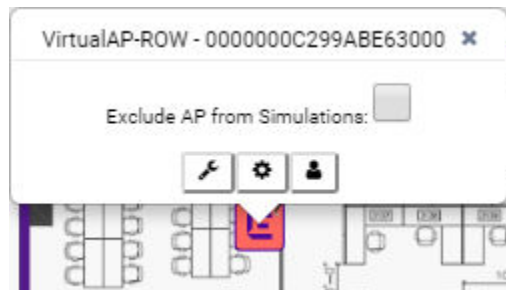 VirtualAP-ROW - 0000000C299ABE63000 ×
Exclude AP from Simulations: